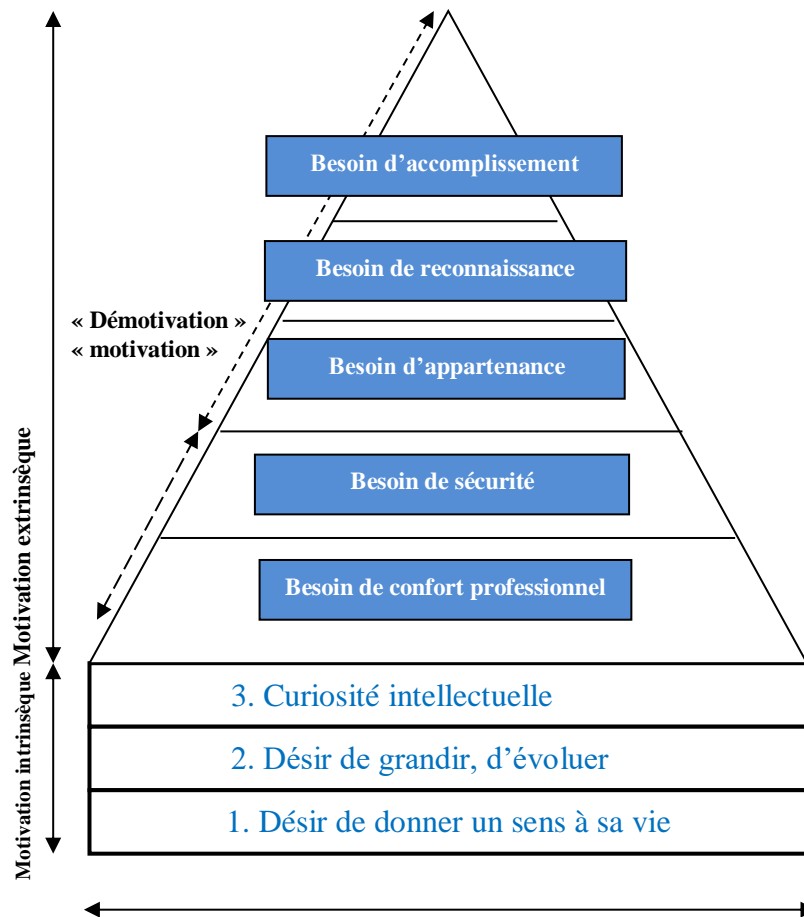 Besoin d'accomplissement
Besoin de reconnaissance
« Démotivation »
« motivation »
Besoin d'appartenance
Besoin de sécurité
Besoin de confort professionnel
Motivation extrinsèque
3. Curiosité intellectuelle
2. Désir de grandir, d'évoluer
1. Désir de donner un sens à sa vie
Motivation intrinsèque